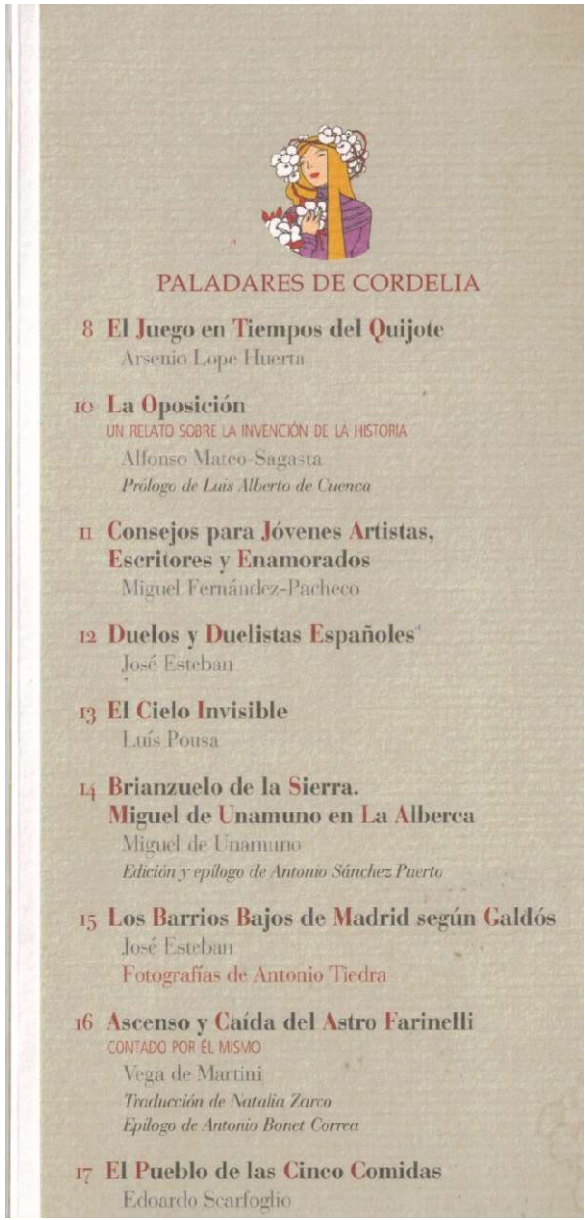 PALADARES DE CORDELIA
8 El Juego en Tiempos del Quijote
Arsenio Lope Huerta
10 La Oposición
UN RELATO SOBRE LA INVENCIÓN DE LA HISTORIA
Alfonso Mateo-Sagasta
Prólogo de Luis Alberto de Cuenca
11 Consejos para Jóvenes Artistas,
Escritores y Enamorados
Miguel Fernández-Pacheco
12 Duelos y Duelistas Españoles
José Esteban
13 El Cielo Invisible
Luís Pousa
14 Brianzuelo de la Sierra.
Miguel de Unamuno en La Alberca
Miguel de Unamuno
Edición y epílogo de Antonio Sánchez Puerto
15 Los Barrios Bajos de Madrid según Galdós
José Esteban
Fotografías de Antonio Tiedra
16 Ascenso y Caída del Astro Farinelli
CONTADO POR ÉL MISMO
Vega de Martini
Traducción de Natalia Zarco
Epílogo de Antonio Bonet Correa
17 El Pueblo de las Cinco Comidas
Edoardo Scarfoglio